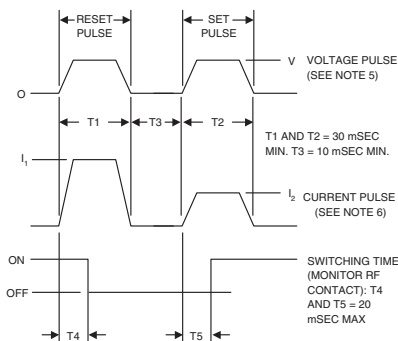 RESET
PULSE
SET
PULSE
V
VOLTAGE PULSE
(SEE NOTE 5)
O
T1
T3
T2
T1 AND T2 = 30 mSEC
MIN. T3 = 10 mSEC MIN.
I1
I2
CURRENT PULSE
(SEE NOTE 6)
ON
OFF
SWITCHING TIME
(MONITOR RF
CONTACT): T4
AND T5 = 20
mSEC MAX
T4
T5